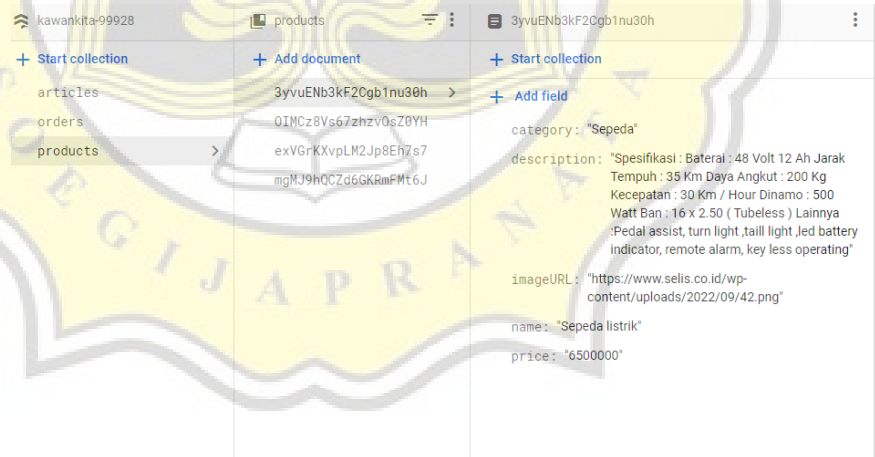 kawankita-99928
products
3yvuENb3kF2Cgb1nu30h
+ Start collection
+ Add document
+ Start collection
articles
orders
products
3yvuENb3kF2Cgb1nu30h
OIMCz8Vs67zhzvOsZ0YH
exVGrKXvpLM2Jp8Eh7s7
mgMJ9hQCZd6GKRmFMt6J
+ Add field
category: "Sepeda"
description: "Spesifikasi : Baterai : 48 Volt 12 Ah Jarak
Tempuh : 35 Km Daya Angkut : 200 Kg
Kecepatan : 30 Km / Hour Dinamo : 500
Watt Ban : 16 x 2.50 ( Tubeless ) Lainnya
:Pedal assist, turn light ,taill light ,led battery
indicator, remote alarm, key less operating"
imageURL: "https://www.selis.co.id/wp-
content/uploads/2022/09/42.png"
name: "Sepeda listrik"
price: "6500000"
OEGIJAPRANATA